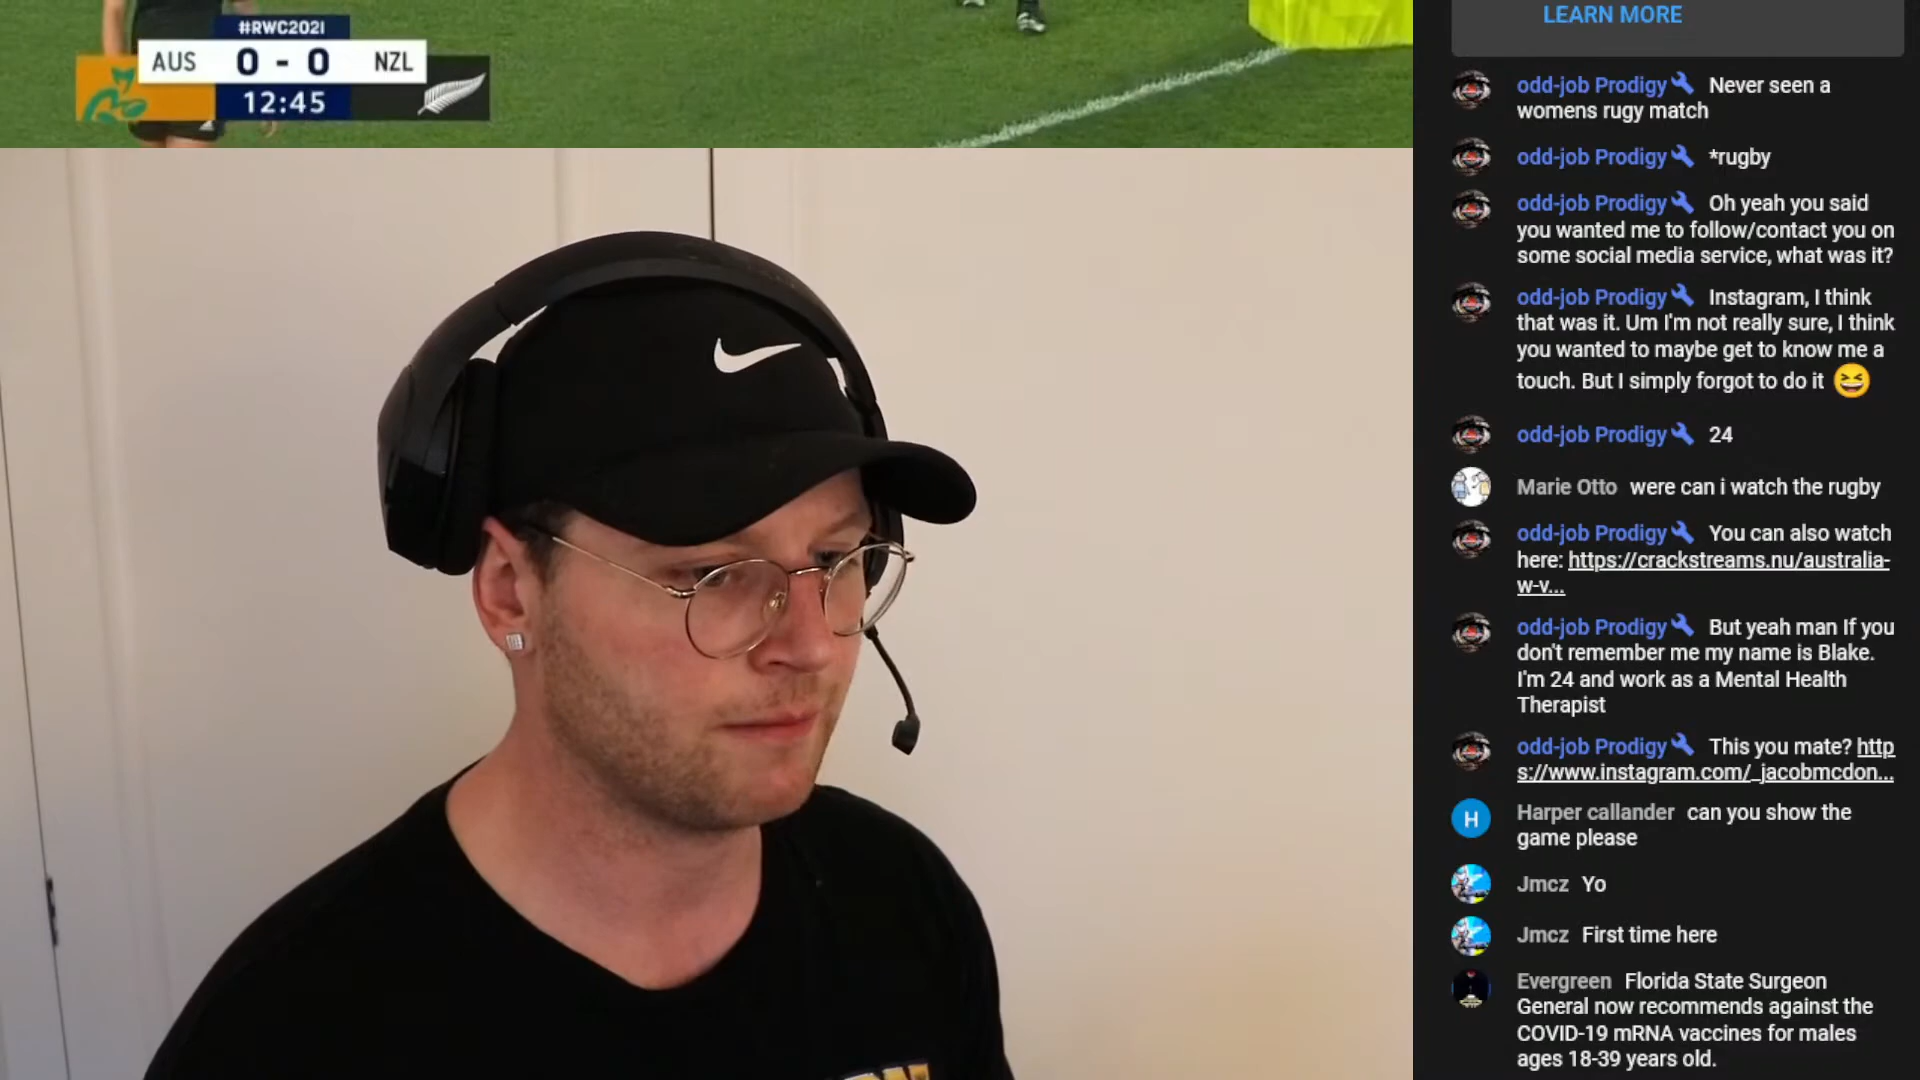 #RWC2021
AUS 0 - 0 NZL
12:45
LEARN MORE
odd-job Prodigy Never seen a
womens rugy match
odd-job Prodigy *rugby
odd-job Prodigy Oh yeah you said
you wanted me to follow/contact you on
some social media service, what was it?
odd-job Prodigy Instagram, I think
that was it. Um I'm not really sure, I think
you wanted to maybe get to know me a
touch. But I simply forgot to do it 😆
odd-job Prodigy 24
Marie Otto were can i watch the rugby
odd-job Prodigy You can also watch
here: https://crackstreams.nu/australia-
w-v...
odd-job Prodigy But yeah man If you
don't remember me my name is Blake.
I'm 24 and work as a Mental Health
Therapist
odd-job Prodigy This you mate? http
s://www.instagram.com/_jacobmcdon...
H
Harper callander can you show the
game please
Jmcz Yo
Jmcz First time here
Evergreen Florida State Surgeon
General now recommends against the
COVID-19 mRNA vaccines for males
ages 18-39 years old.